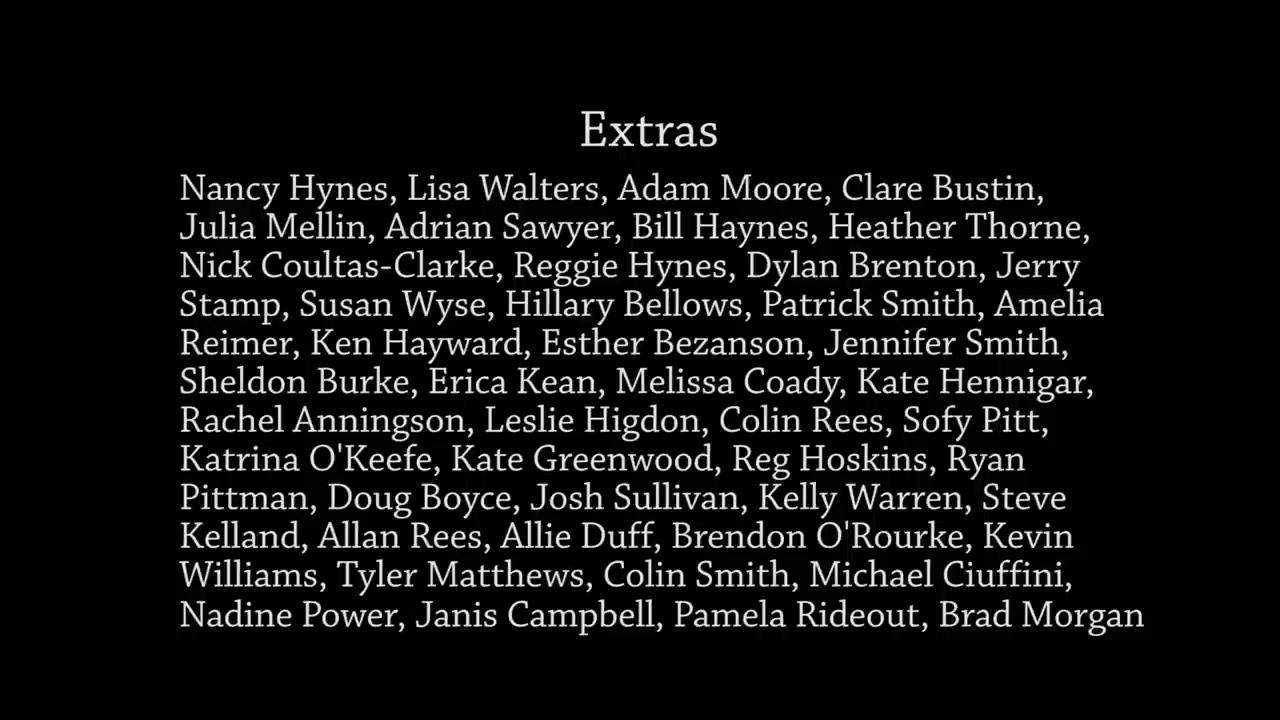 Extras
Nancy Hynes, Lisa Walters, Adam Moore, Clare Bustin,
Julia Mellin, Adrian Sawyer, Bill Haynes, Heather Thorne,
Nick Coultas-Clarke, Reggie Hynes, Dylan Brenton, Jerry
Stamp, Susan Wyse, Hillary Bellows, Patrick Smith, Amelia
Reimer, Ken Hayward, Esther Bezanson, Jennifer Smith,
Sheldon Burke, Erica Kean, Melissa Coady, Kate Hennigar,
Rachel Anningson, Leslie Higdon, Colin Rees, Sofy Pitt,
Katrina O'Keefe, Kate Greenwood, Reg Hoskins, Ryan
Pittman, Doug Boyce, Josh Sullivan, Kelly Warren, Steve
Kelland, Allan Rees, Allie Duff, Brendon O'Rourke, Kevin
Williams, Tyler Matthews, Colin Smith, Michael Ciuffini,
Nadine Power, Janis Campbell, Pamela Rideout, Brad Morgan